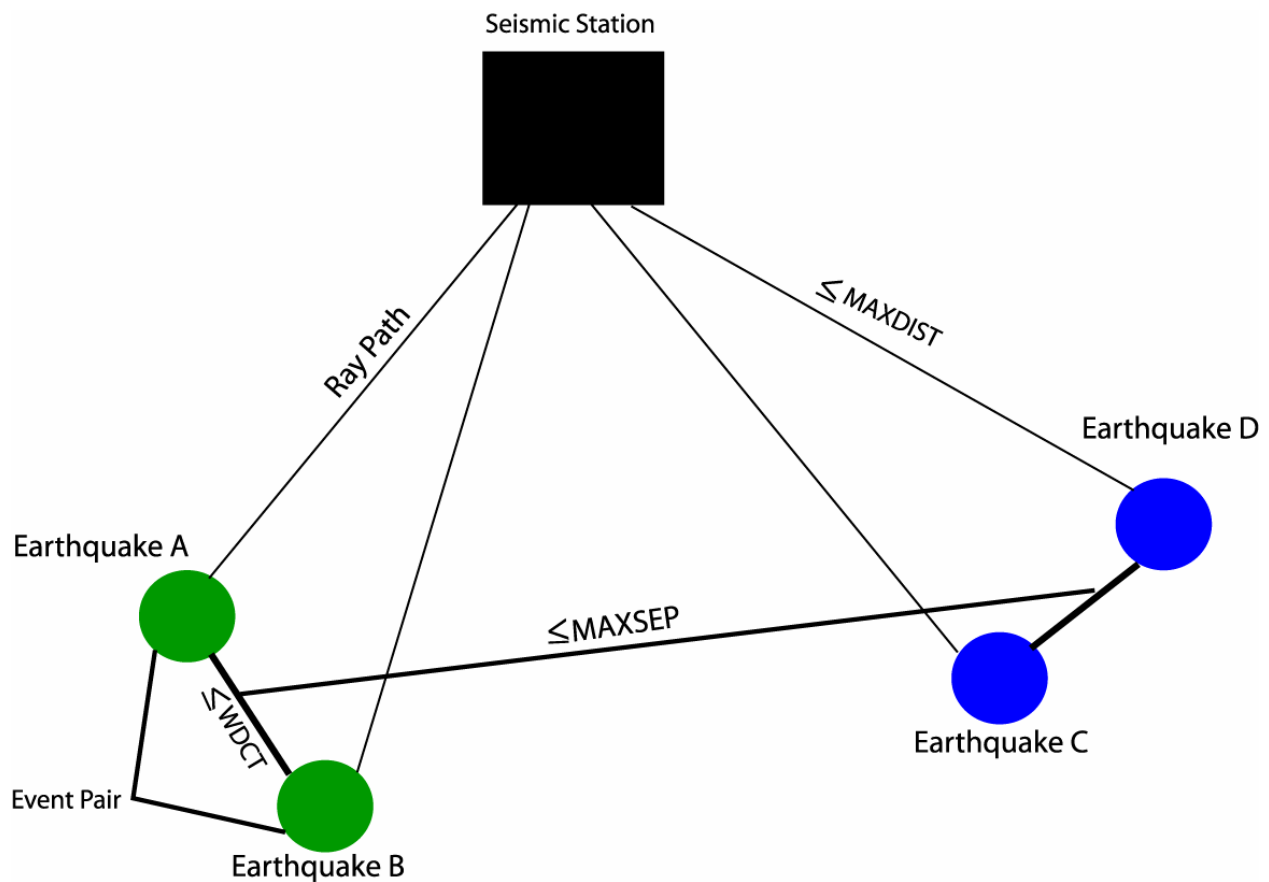 Seismic Station
Ray Path
≤ MAXDIST
Earthquake D
Earthquake A
≤MAXSEP
≤WDCT
Earthquake C
Event Pair
Earthquake B